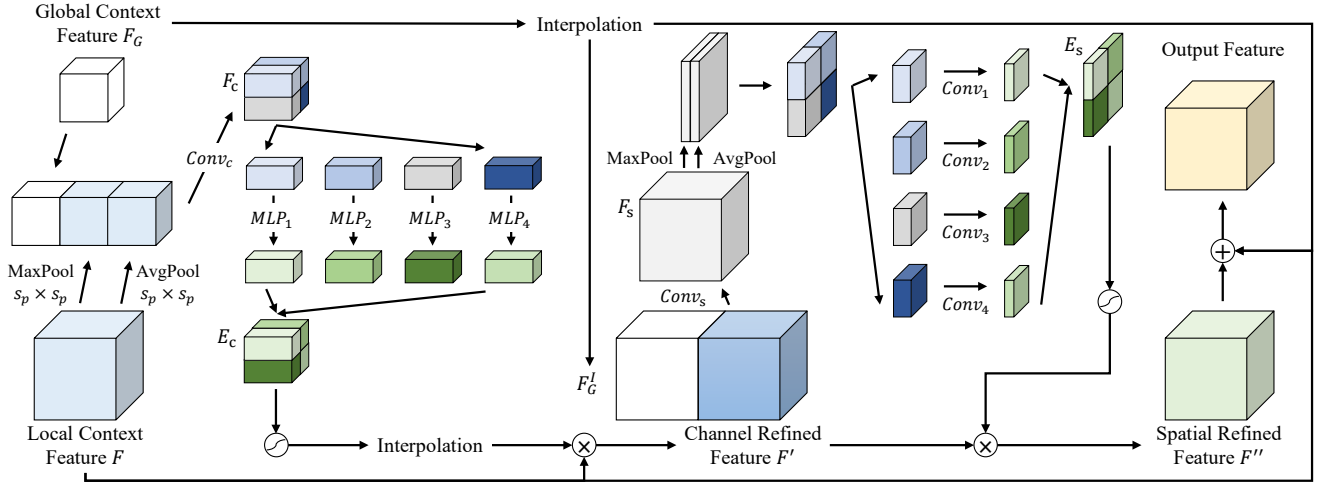 Global Context
Feature F_G
Interpolation
F_c
Conv_c
MLP_1
MLP_2
MLP_3
MLP_4
MaxPool
s_p × s_p
AvgPool
s_p × s_p
E_c
Local Context
Feature F
Interpolation
F_G^I
MaxPool
AvgPool
F_s
Conv_s
Channel Refined
Feature F′
Conv_1
Conv_2
Conv_3
Conv_4
E_s
Output Feature
Spatial Refined
Feature F′′